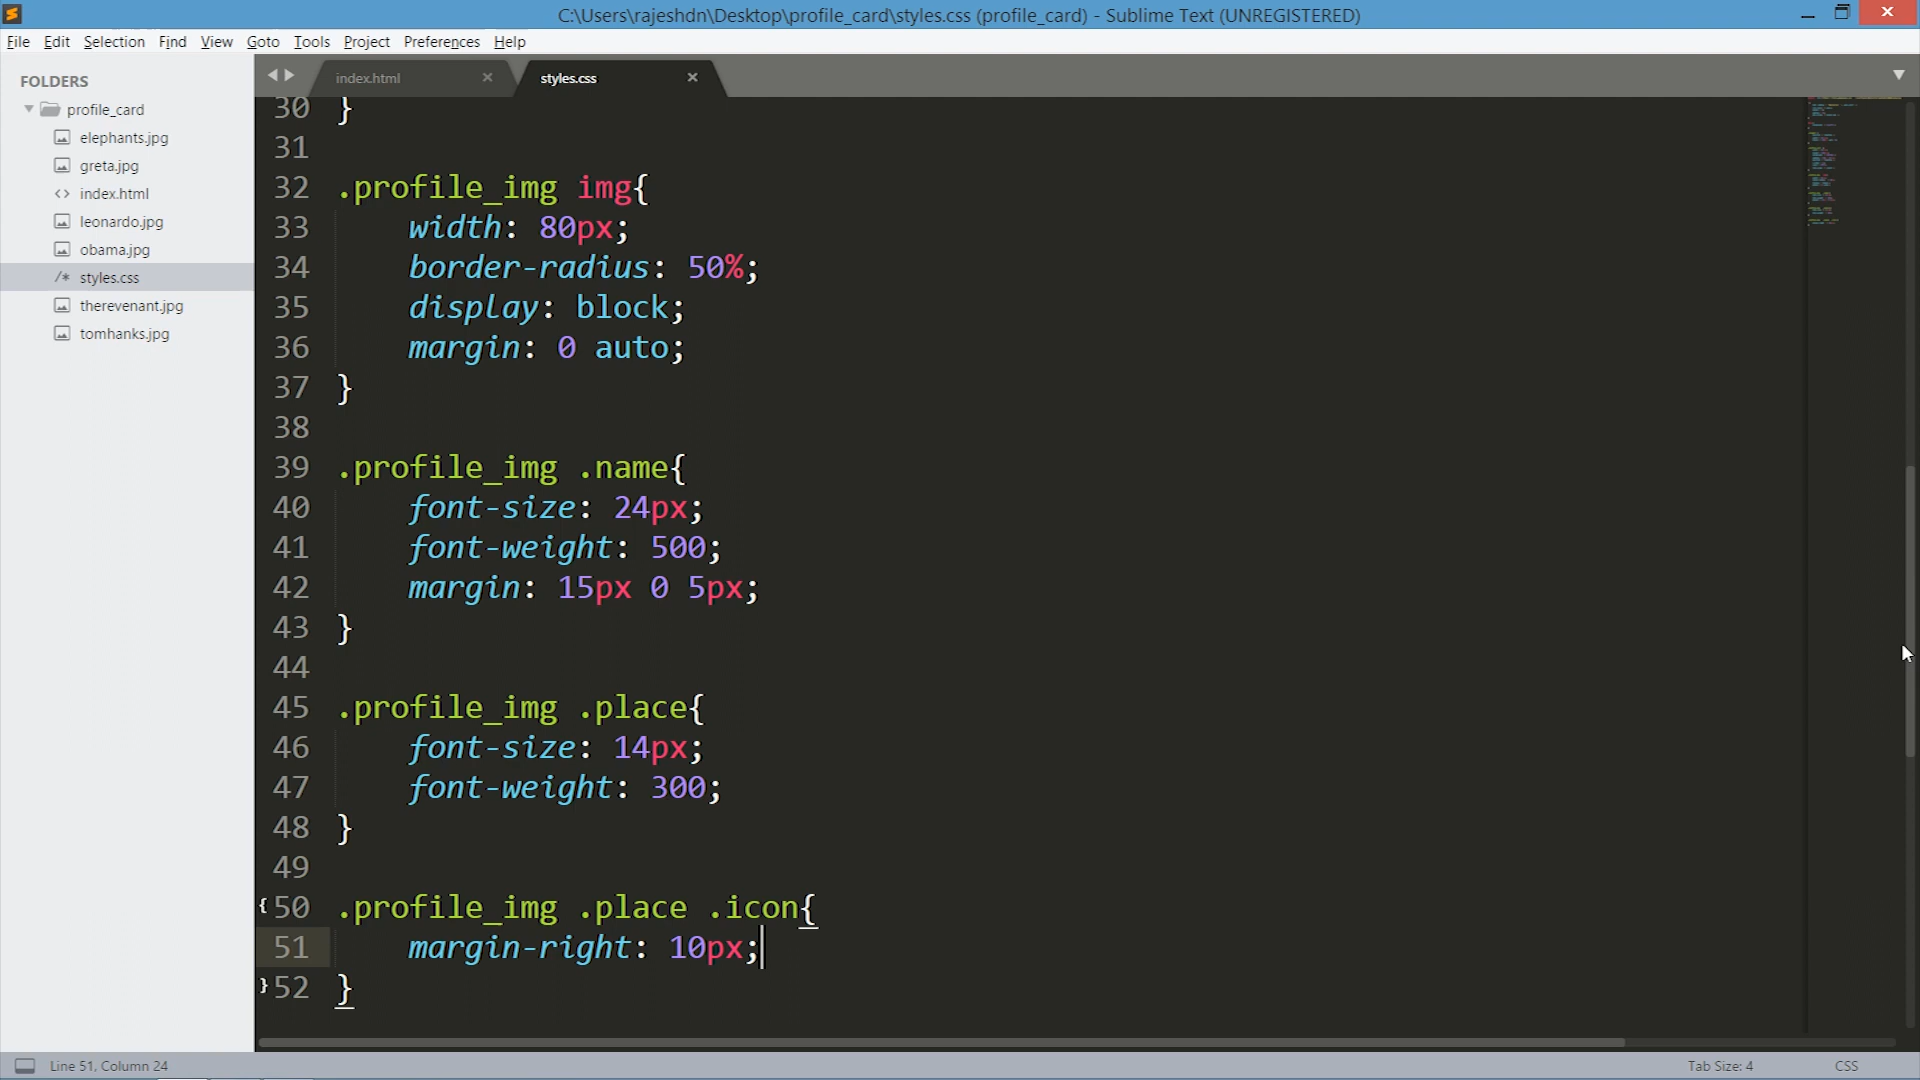 C:\Users\rajeshdn\Desktop\profile_card\styles.css (profile_card) - Sublime Text (UNREGISTERED)
File Edit Selection Find View Goto Tools Project Preferences Help
FOLDERS
profile_card
elephants.jpg
greta.jpg
<> index.html
leonardo.jpg
obama.jpg
/* styles.css
therevenant.jpg
tomhanks.jpg
index.html
styles.css
30 }
31
32 .profile_img img{
33 width: 80px;
34 border-radius: 50%;
35 display: block;
36 margin: 0 auto;
37 }
38
39 .profile_img .name{
40 font-size: 24px;
41 font-weight: 500;
42 margin: 15px 0 5px;
43 }
44
45 .profile_img .place{
46 font-size: 14px;
47 font-weight: 300;
48 }
49
{ 50 .profile_img .place .icon{
51 margin-right: 10px;
} 52 }
Line 51, Column 24
Tab Size: 4
CSS